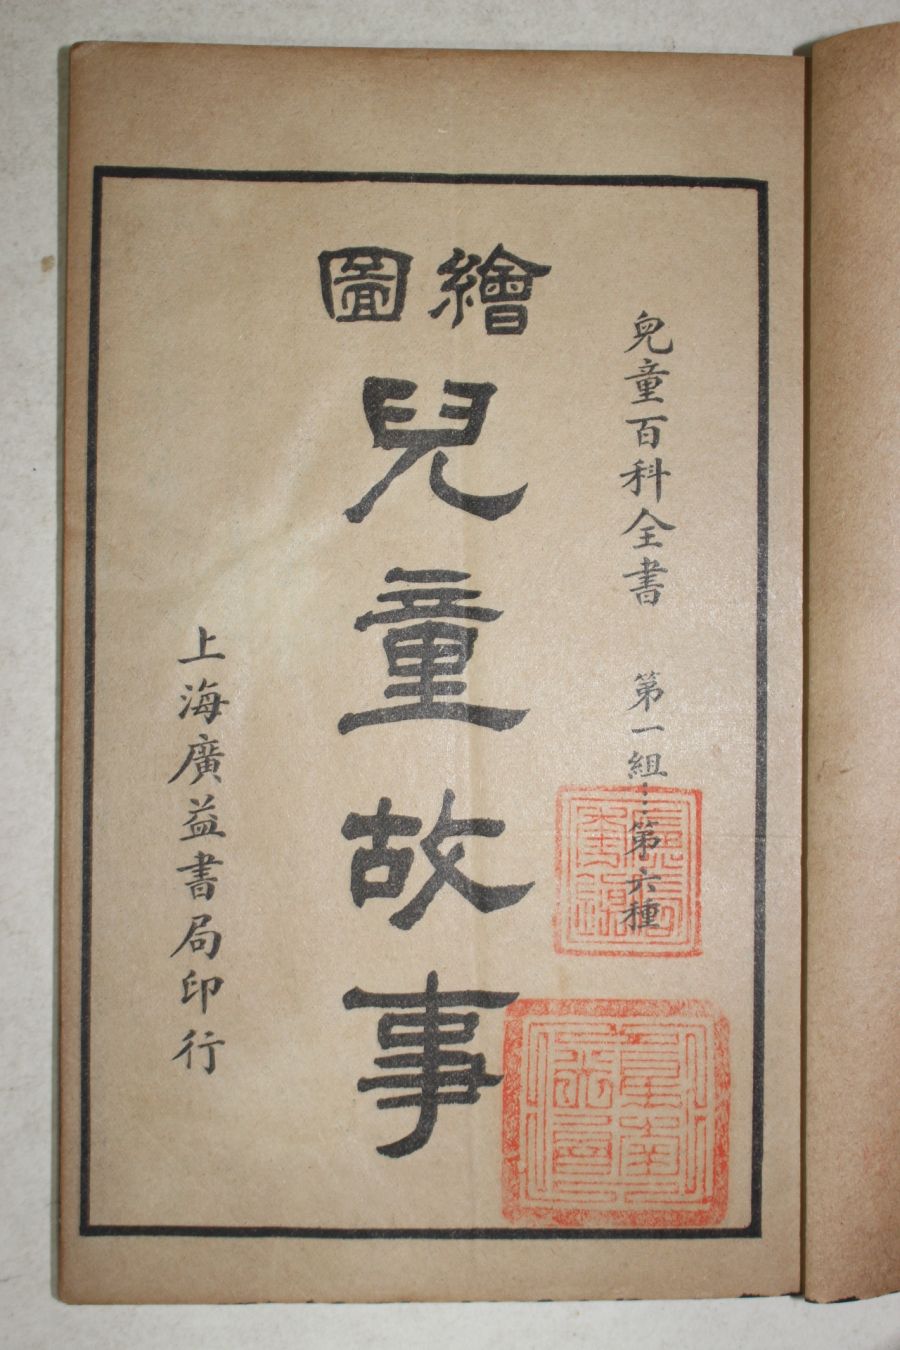 兒童百科全書 第一組…第六種
繪圖
兒童故事
上海廣益書局印行